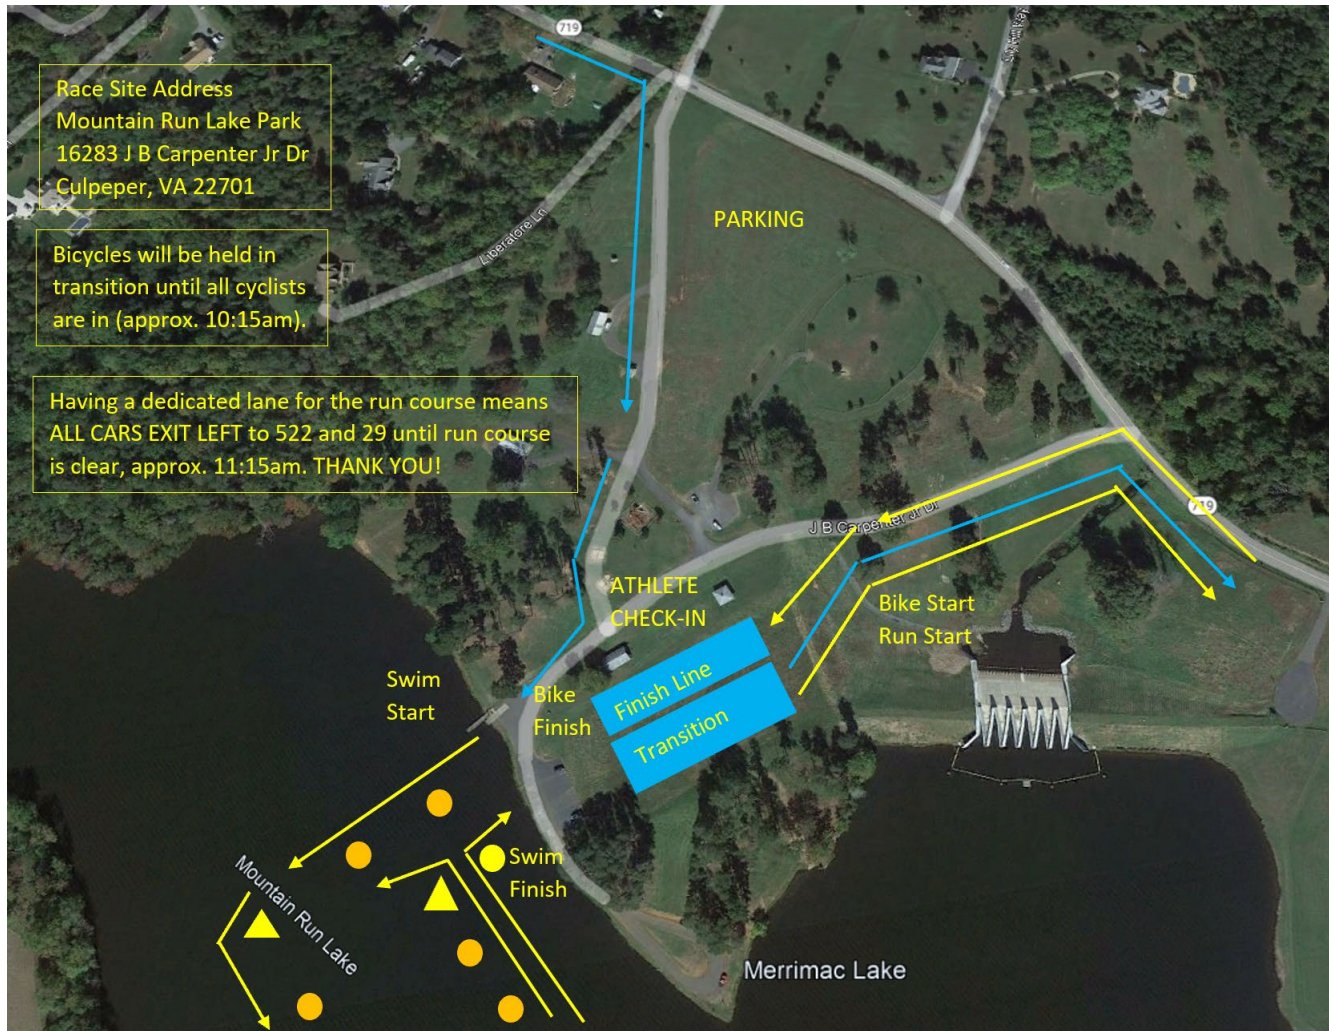 719
Race Site Address
Mountain Run Lake Park
16283 J B Carpenter Jr Dr
Culpeper, VA 22701
PARKING
Liberatore Ln
Bicycles will be held in
transition until all cyclists
are in (approx. 10:15am).
Having a dedicated lane for the run course means
ALL CARS EXIT LEFT to 522 and 29 until run course
is clear, approx. 11:15am. THANK YOU!
719
J B Carpenter Jr Dr
ATHLETE
CHECK-IN
Bike Start
Run Start
Swim
Start
Bike
Finish
Finish Line
Transition
Swim
Finish
Mountain Run Lake
Merrimac Lake